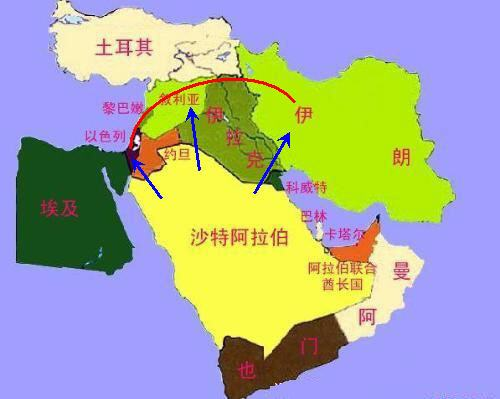 土耳其
黎巴嫩
叙利亚
伊
拉
克
伊
朗
以色列
约旦
科威特
埃及
巴林
卡塔尔
沙特阿拉伯
阿拉伯联合
酋长国
曼
阿
门
也